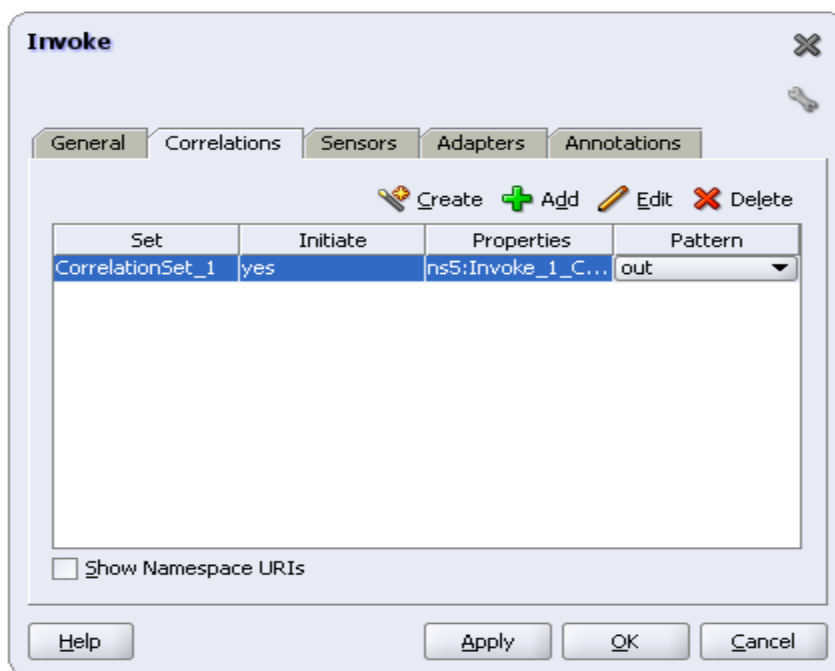 Invoke
General Correlations Sensors Adapters Annotations
Create Add Edit Delete
Set Initiate Properties Pattern
CorrelationSet_1 yes ns5:Invoke_1_C... out
Show Namespace URIs
Help Apply OK Cancel